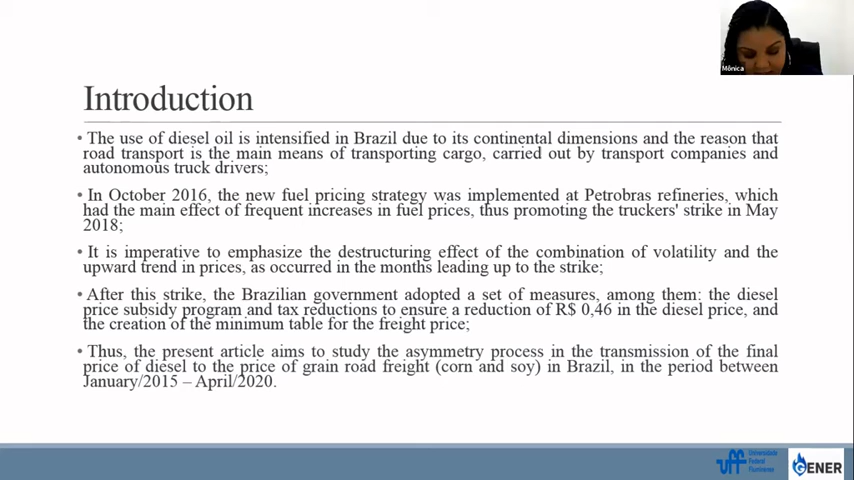 Mônica
Introduction
• The use of diesel oil is intensified in Brazil due to its continental dimensions and the reason that
road transport is the main means of transporting cargo, carried out by transport companies and
autonomous truck drivers;
• In October 2016, the new fuel pricing strategy was implemented at Petrobras refineries, which
had the main effect of frequent increases in fuel prices, thus promoting the truckers' strike in May
2018;
• It is imperative to emphasize the destructuring effect of the combination of volatility and the
upward trend in prices, as occurred in the months leading up to the strike;
• After this strike, the Brazilian government adopted a set of measures, among them: the diesel
price subsidy program and tax reductions to ensure a reduction of R$ 0,46 in the diesel price, and
the creation of the minimum table for the freight price;
• Thus, the present article aims to study the asymmetry process in the transmission of the final
price of diesel to the price of grain road freight (corn and soy) in Brazil, in the period between
January/2015 – April/2020.
uff
Universidade
Federal
Fluminense
GENER